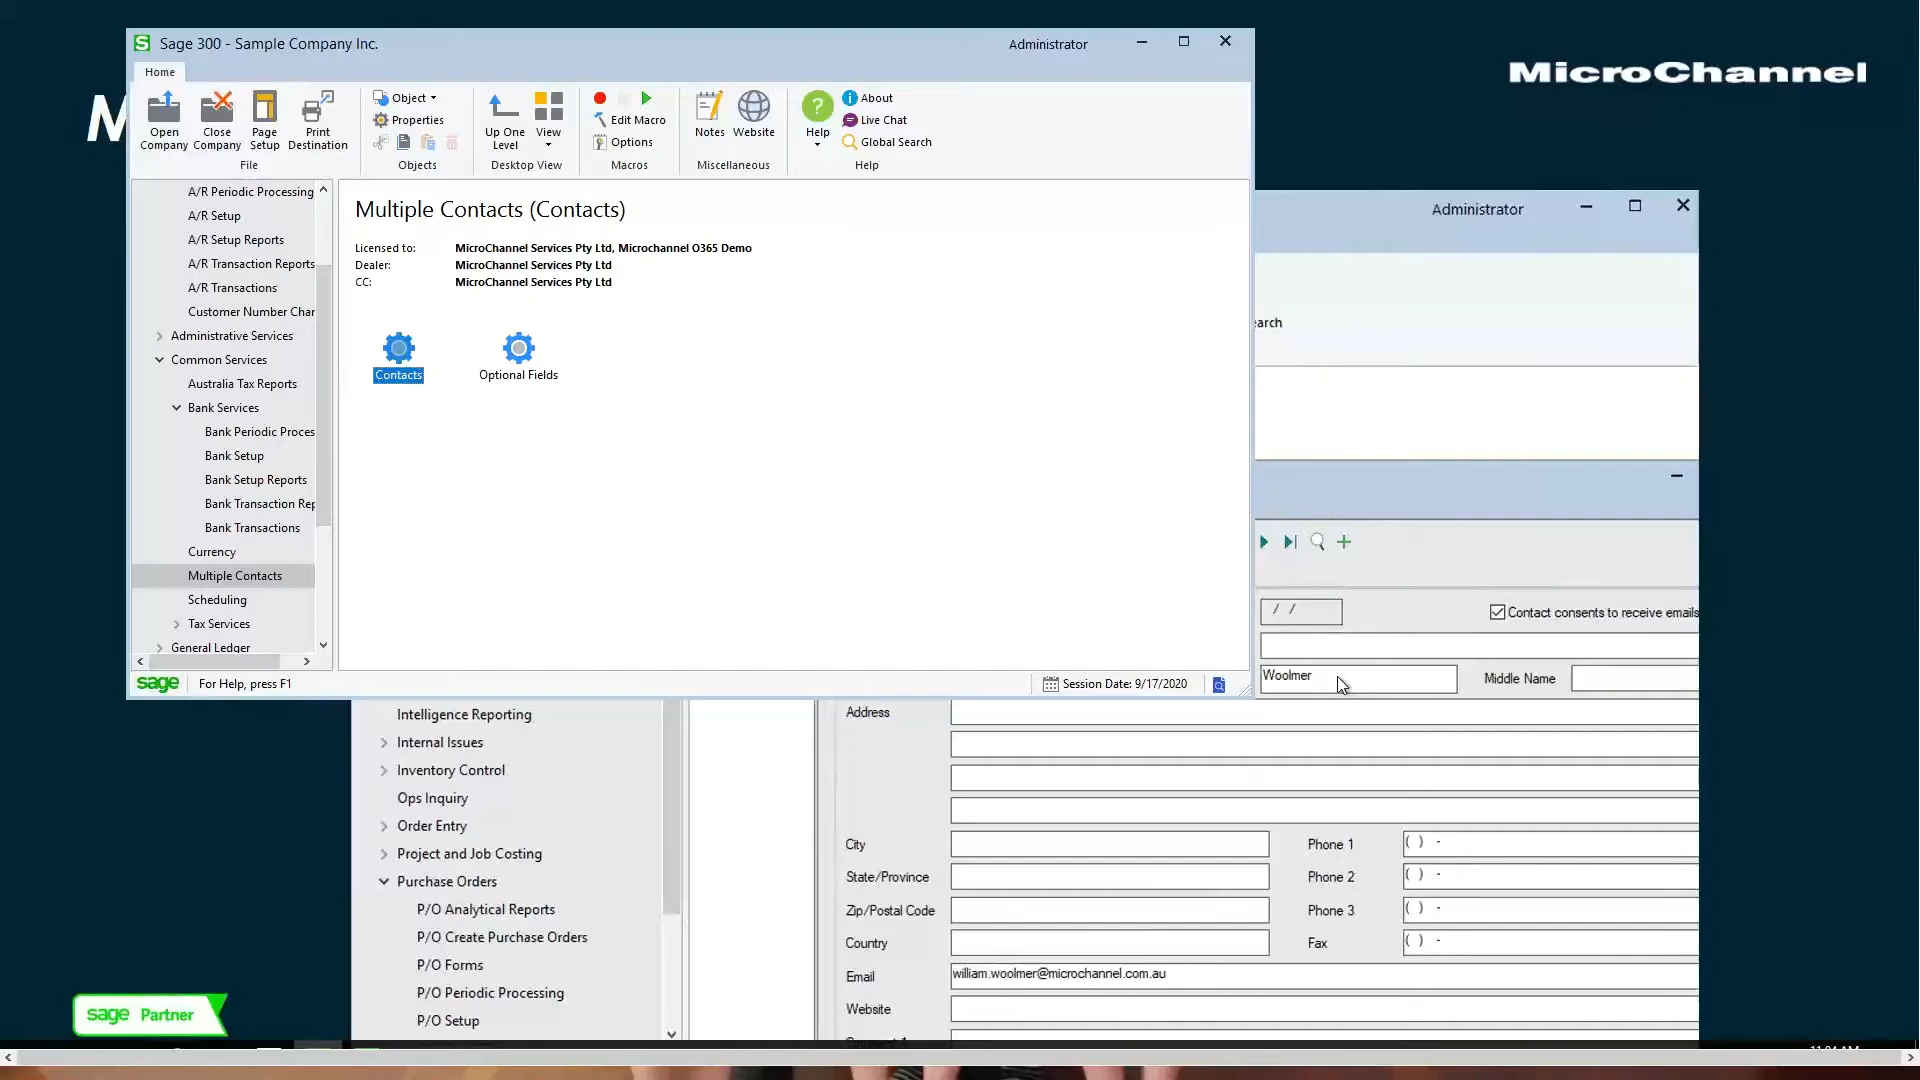 Sage 300 - Sample Company Inc.
Administrator
MicroChannel
M
Home
Open Company
Close Company
Page Setup
Print Destination
File
Object
Properties
Objects
Up One Level
View
Desktop View
Edit Macro
Options
Macros
Notes
Website
Miscellaneous
Help
About
Live Chat
Global Search
Help
A/R Periodic Processing
A/R Setup
A/R Setup Reports
A/R Transaction Reports
A/R Transactions
Customer Number Char
Administrative Services
Common Services
Australia Tax Reports
Bank Services
Bank Periodic Proces
Bank Setup
Bank Setup Reports
Bank Transaction Rep
Bank Transactions
Currency
Multiple Contacts
Scheduling
Tax Services
General Ledger
Multiple Contacts (Contacts)
Licensed to: MicroChannel Services Pty Ltd, Microchannel O365 Demo
Dealer: MicroChannel Services Pty Ltd
CC: MicroChannel Services Pty Ltd
Contacts
Optional Fields
sage
For Help, press F1
Session Date: 9/17/2020
Administrator
earch
/ /
Contact consents to receive emails
Woolmer
Middle Name
Intelligence Reporting
Internal Issues
Inventory Control
Ops Inquiry
Order Entry
Project and Job Costing
Purchase Orders
P/O Analytical Reports
P/O Create Purchase Orders
P/O Forms
P/O Periodic Processing
P/O Setup
Address
City
Phone 1 ( ) -
State/Province
Phone 2 ( ) -
Zip/Postal Code
Phone 3 ( ) -
Country
Fax ( ) -
Email william.woolmer@microchannel.com.au
Website
sage Partner